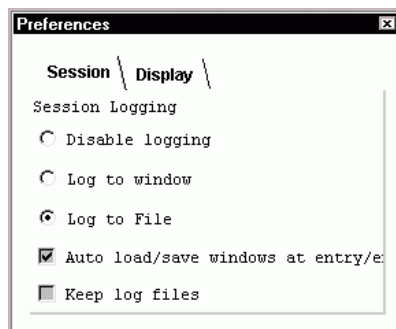 Preferences
Session Display
Session Logging
Disable logging
Log to window
Log to File
Auto load/save windows at entry/e
Keep log files